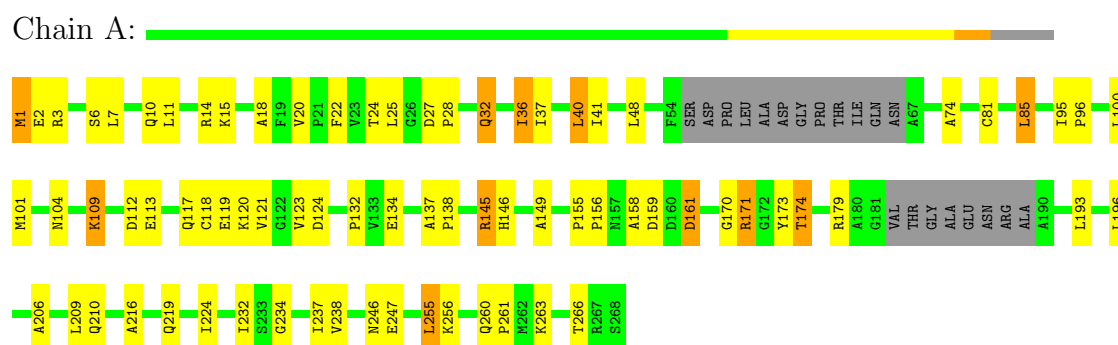 Chain A:
M1 E2 R3 S6 L7 Q10 L11 R14 K15 A18 F19 V20 P21 F22 V23 T24 L25 G26 D27 P28 Q32 I36 I37 L40 I41 L48 F54 SER ASP PRO LEU ALA ASP GLY PRO THR ILE GLN ASN A67 A74 C81 L85 I95 P96
M101 N104 K109 D112 E113 Q117 C118 E119 K120 V121 G122 V123 D124 P132 V133 E134 A137 P138 R145 H146 A149 P155 P156 N157 A158 D159 D160 D161 G170 R171 G172 Y173 T174 R179 A180 G181 VAL THR GLY ALA GLU ASN ARG ALA A190 L193
A206 L209 Q210 A216 Q219 I224 I232 S233 G234 I237 V238 N246 E247 L255 K256 Q260 P261 M262 K263 T266 R267 S268